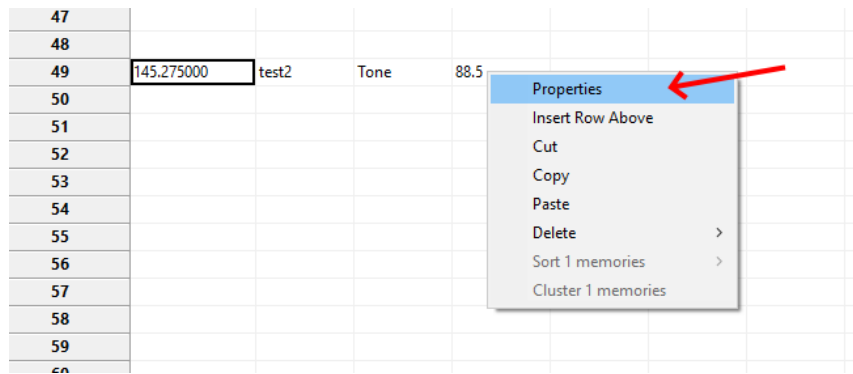 47
48
49 145.275000 test2 Tone 88.5
Properties
50
Insert Row Above
51
Cut
52
Copy
53
Paste
54
Delete >
55
Sort 1 memories >
56
Cluster 1 memories
57
58
59
60